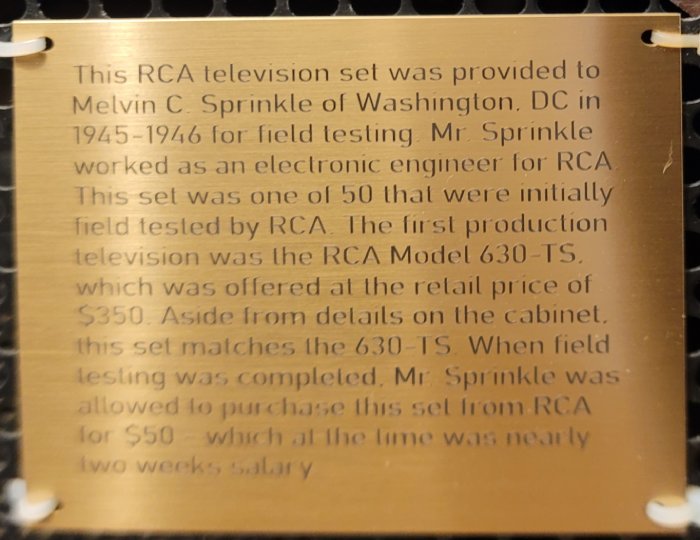 This RCA television set was provided to
Melvin C. Sprinkle of Washington, DC in
1945-1946 for field testing. Mr. Sprinkle
worked as an electronic engineer for RCA.
This set was one of 50 that were initially
field tested by RCA. The first production
television was the RCA Model 630-TS,
which was offered at the retail price of
$350. Aside from details on the cabinet,
this set matches the 630-TS. When field
testing was completed, Mr. Sprinkle was
allowed to purchase this set from RCA
for $50 - which at the time was nearly
two weeks salary